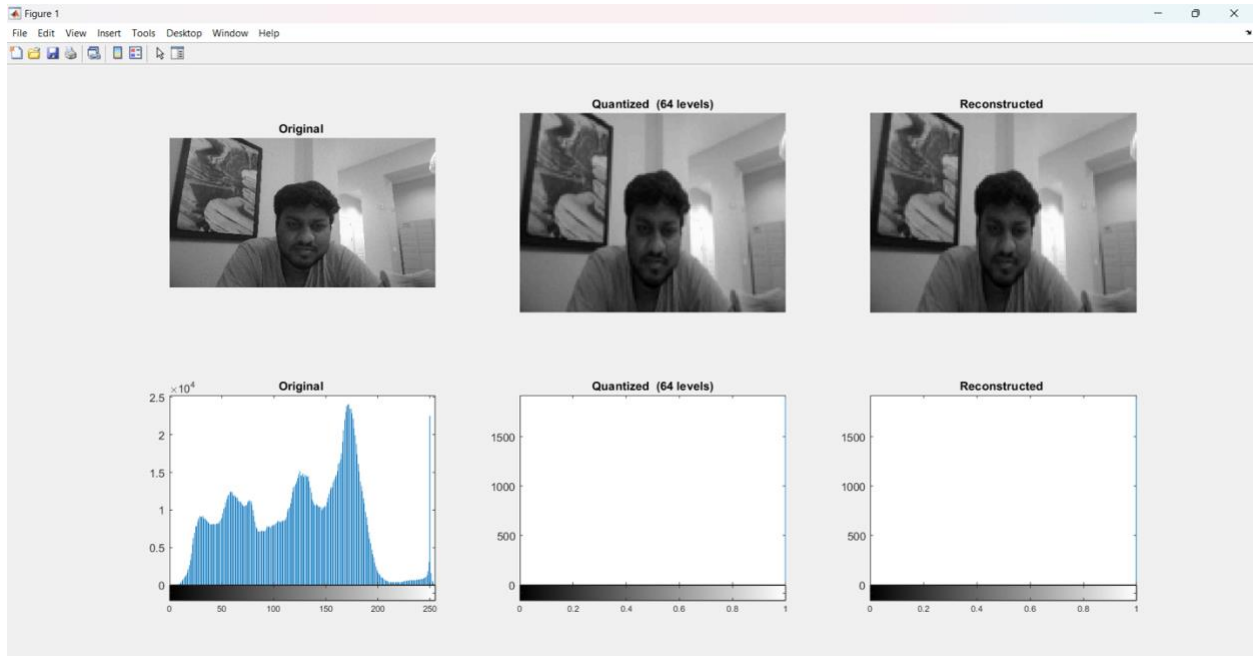 Figure 1
File Edit View Insert Tools Desktop Window Help
Original
Quantized (64 levels)
Reconstructed
Original
Quantized (64 levels)
Reconstructed
×10⁴
2.5
2
1.5
1
0.5
0
0 50 100 150 200 250
1500
1000
500
0
0 0.2 0.4 0.6 0.8 1
1500
1000
500
0
0 0.2 0.4 0.6 0.8 1